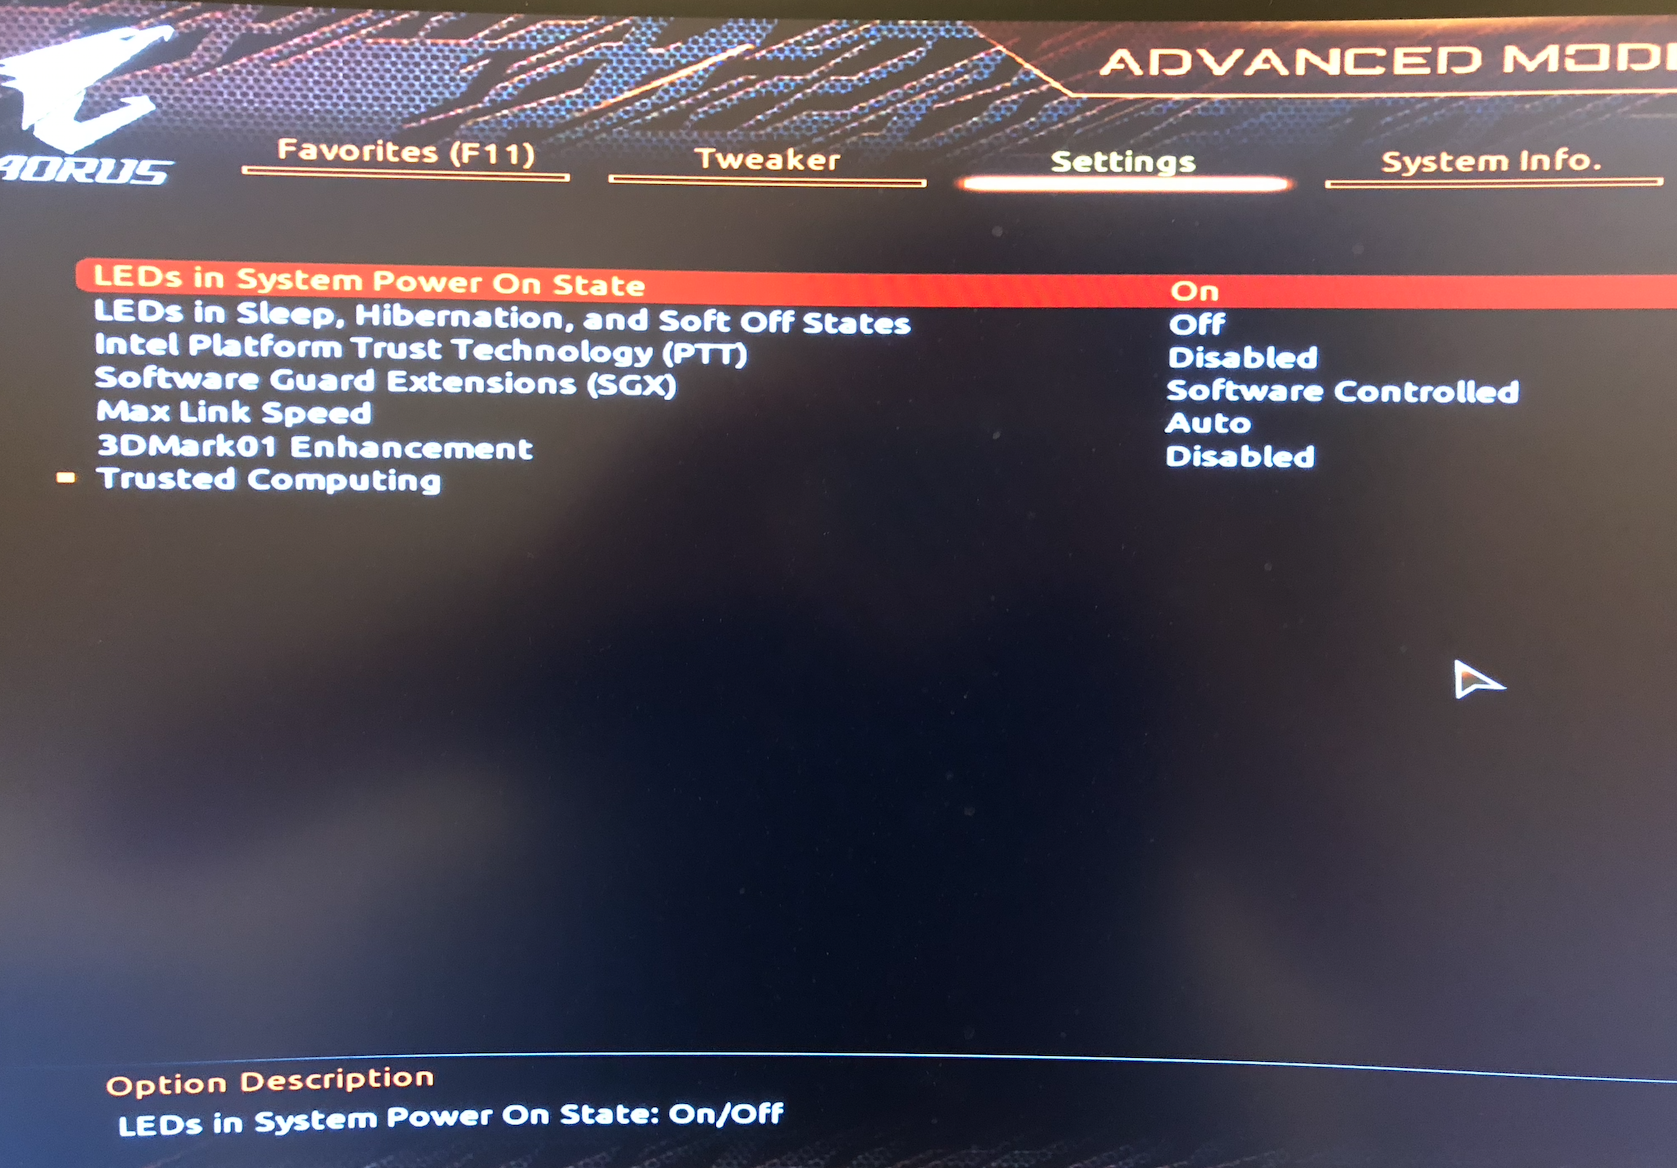 ADVANCED MOD
AORUS
Favorites (F11)
Tweaker
Settings
System Info.
LEDs in System Power On State On
LEDs in Sleep, Hibernation, and Soft Off States Off
Intel Platform Trust Technology (PTT) Disabled
Software Guard Extensions (SGX) Software Controlled
Max Link Speed Auto
3DMark01 Enhancement Disabled
Trusted Computing
Option Description
LEDs in System Power On State: On/Off